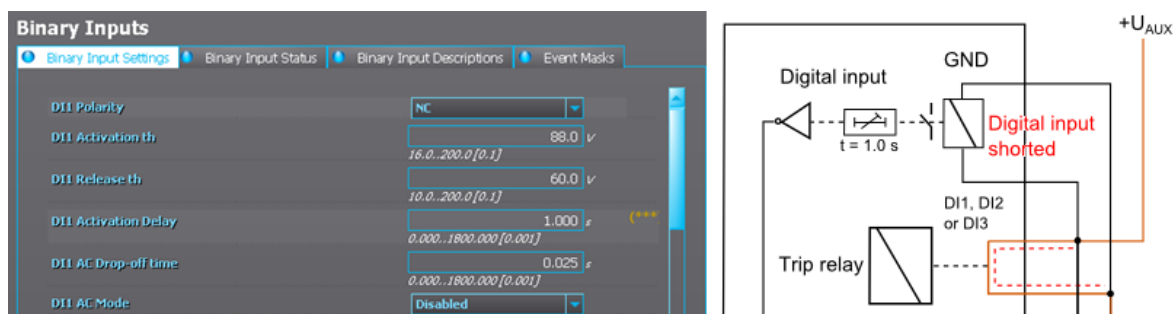 Binary Inputs
Binary Input Settings Binary Input Status Binary Input Descriptions Event Masks
DI1 Polarity NC
DI1 Activation th 88.0 V
16.0..200.0 [0.1]
DI1 Release th 60.0 V
10.0..200.0 [0.1]
DI1 Activation Delay 1.000 s (***
0.000..1800.000 [0.001]
DI1 AC Drop-off time 0.025 s
0.000..1800.000 [0.001]
DI1 AC Mode Disabled
+UAUX
GND
Digital input
Digital input
shorted
t = 1.0 s
DI1, DI2
or DI3
Trip relay